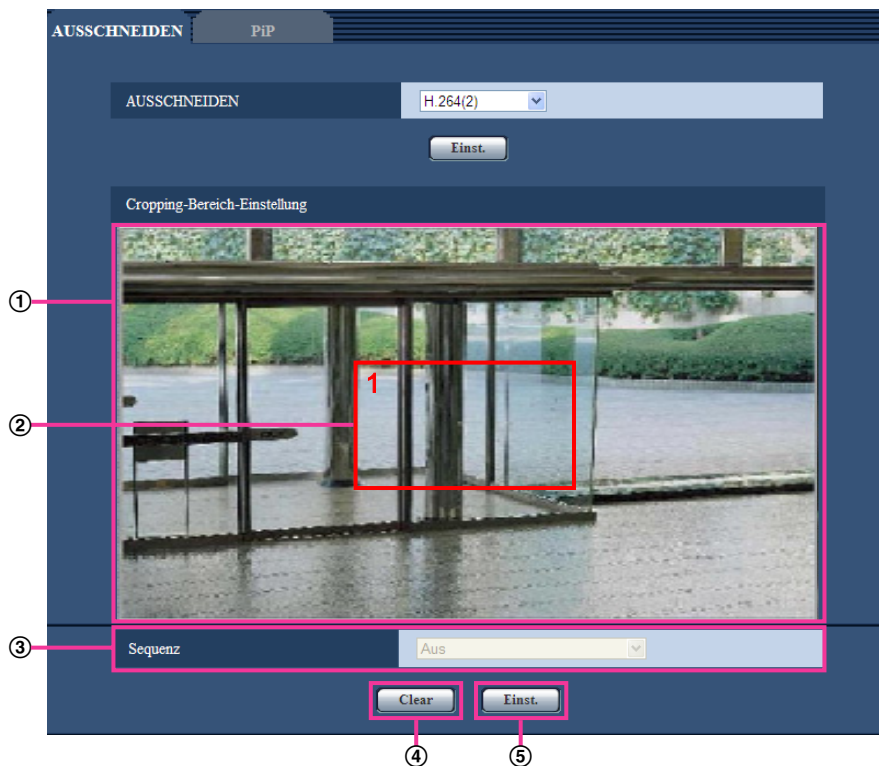 AUSSCHNEIDEN PiP
AUSSCHNEIDEN H.264(2)
Einst.
Cropping-Bereich-Einstellung
①
1
②
③ Sequenz Aus
Clear Einst.
④ ⑤